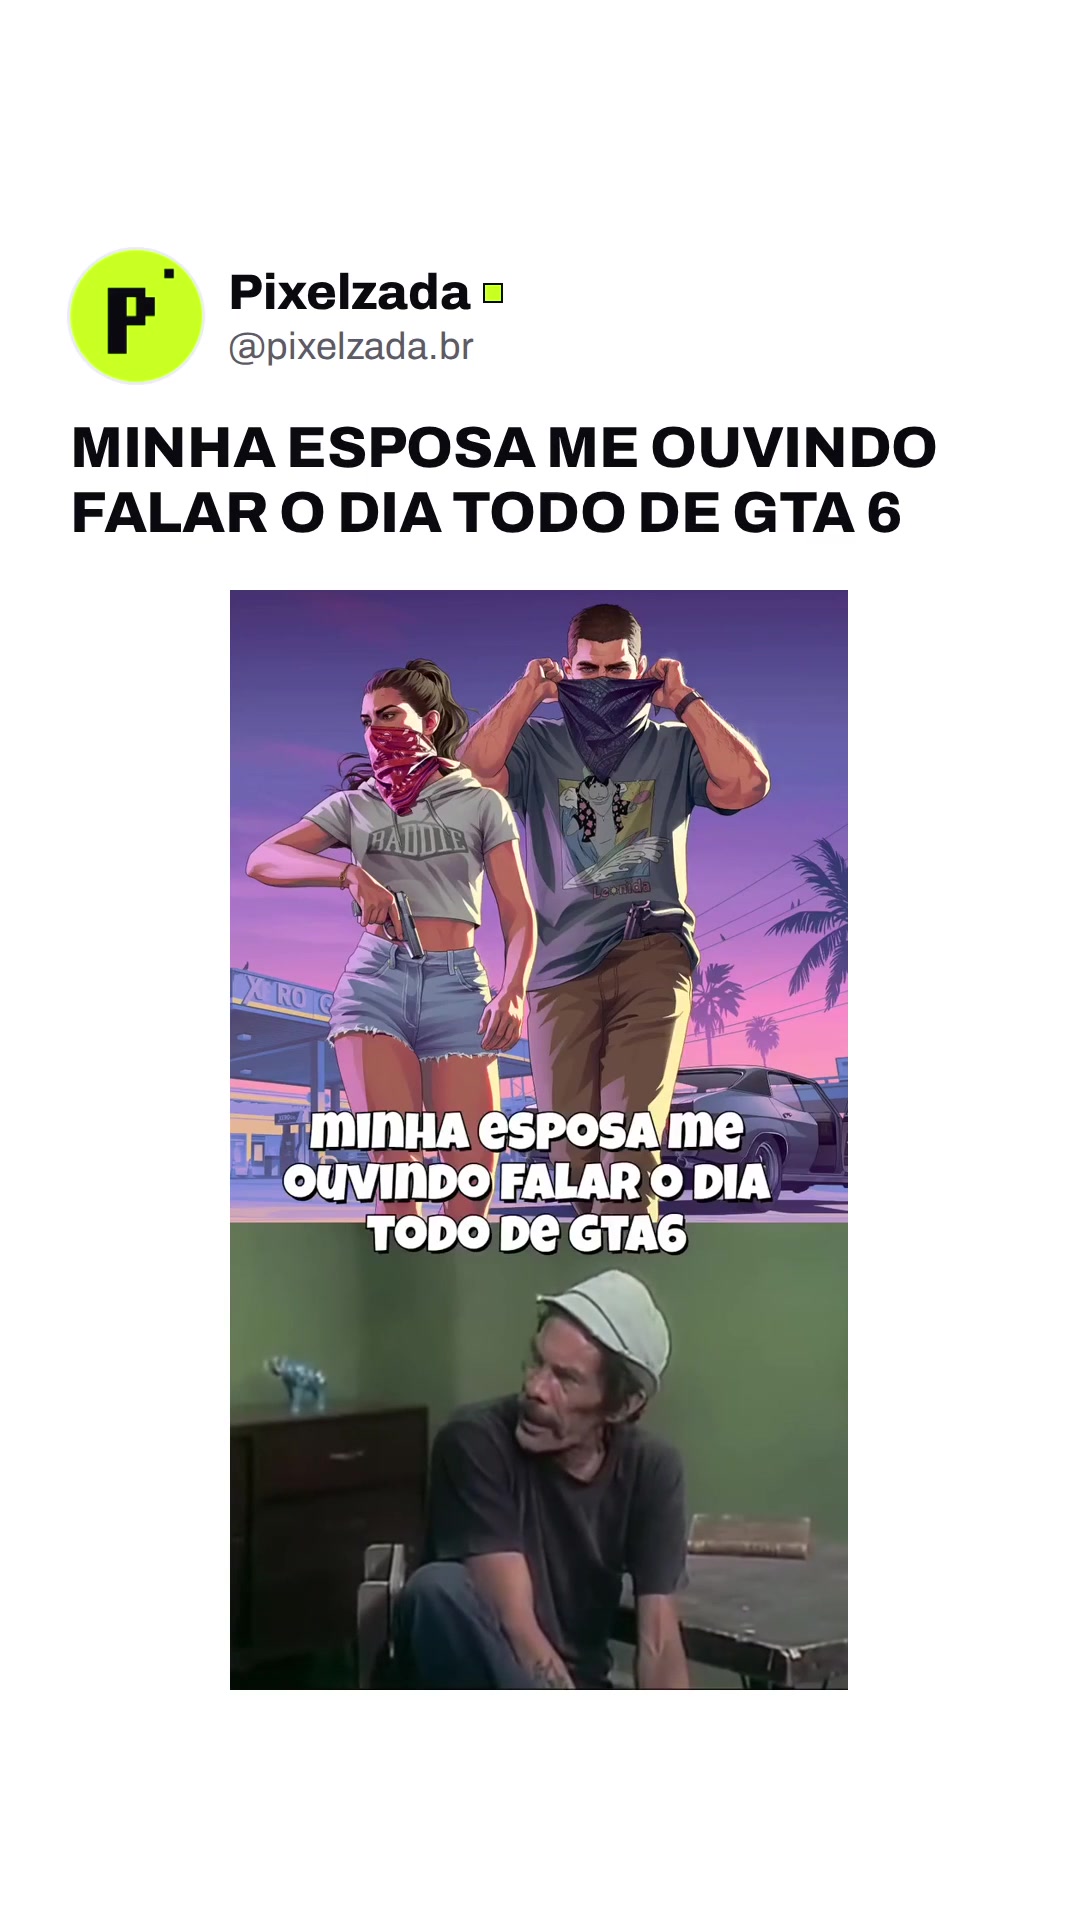 P
Pixelzada
@pixelzada.br
MINHA ESPOSA ME OUVINDO
FALAR O DIA TODO DE GTA 6
BADDIE
Leonida
XERO G
minha esposa me
ouvindo falar o dia
todo de GTA6